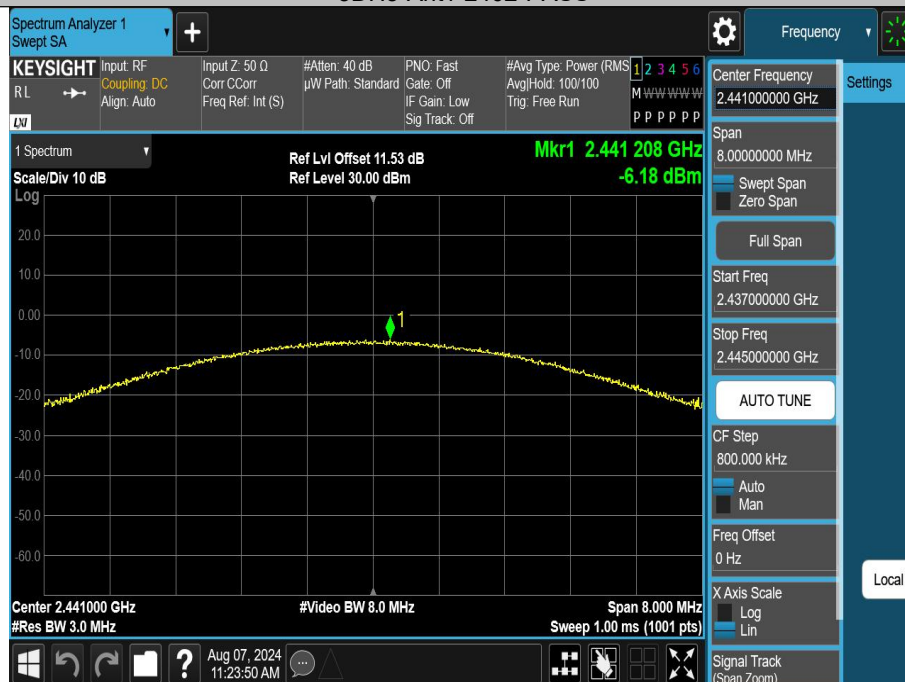 Spectrum Analyzer 1
Swept SA
+
Frequency
KEYSIGHT
RL
LXI
Input: RF
Coupling: DC
Align: Auto
Input Z: 50 Ω
Corr CCorr
Freq Ref: Int (S)
#Atten: 40 dB
µW Path: Standard
PNO: Fast
Gate: Off
IF Gain: Low
Sig Track: Off
#Avg Type: Power (RMS
Avg|Hold: 100/100
Trig: Free Run
1 2 3 4 5 6
M W W W W W
P P P P P P
1 Spectrum
Scale/Div 10 dB
Log
Ref Lvl Offset 11.53 dB
Ref Level 30.00 dBm
Mkr1 2.441 208 GHz
-6.18 dBm
20.0
10.0
0.00
-10.0
-20.0
-30.0
-40.0
-50.0
-60.0
1
Center 2.441000 GHz
#Res BW 3.0 MHz
#Video BW 8.0 MHz
Span 8.000 MHz
Sweep 1.00 ms (1001 pts)
?
Aug 07, 2024
11:23:50 AM
Center Frequency
2.441000000 GHz
Span
8.00000000 MHz
Swept Span
Zero Span
Full Span
Start Freq
2.437000000 GHz
Stop Freq
2.445000000 GHz
AUTO TUNE
CF Step
800.000 kHz
Auto
Man
Freq Offset
0 Hz
X Axis Scale
Log
Lin
Signal Track
(Span Zoom)
Settings
Local